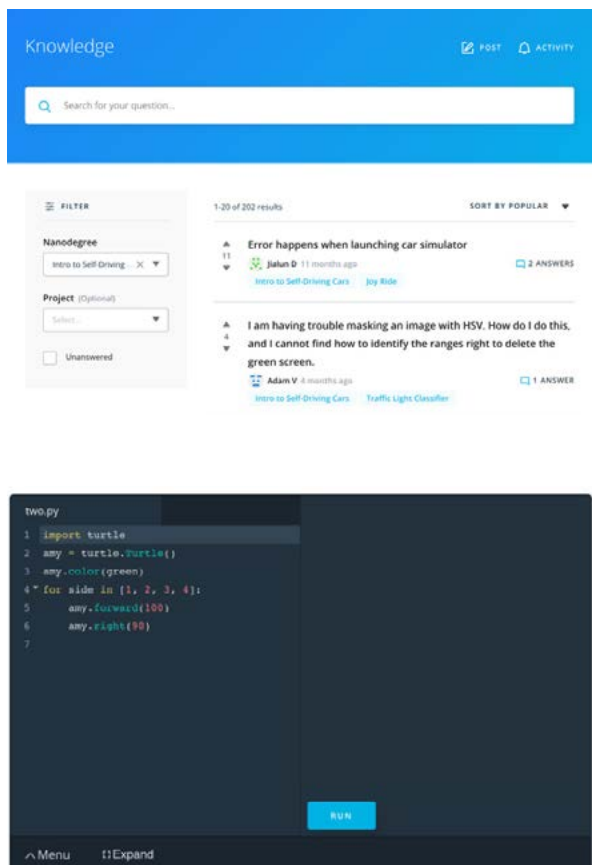 Knowledge
POST
ACTIVITY
Search for your question...
FILTER
Nanodegree
Intro to Self-Driving ...
Project (Optional)
Select...
Unanswered
1-20 of 202 results
SORT BY POPULAR
11
Error happens when launching car simulator
Jialun D 11 months ago
2 ANSWERS
Intro to Self-Driving Cars Joy Ride
4
I am having trouble masking an image with HSV. How do I do this,
and I cannot find how to identify the ranges right to delete the
green screen.
Adam V 4 months ago
1 ANSWER
Intro to Self-Driving Cars Traffic Light Classifier
two.py
1 import turtle
2 amy = turtle.Turtle()
3 amy.color(green)
4 for side in [1, 2, 3, 4]:
5 amy.forward(100)
6 amy.right(90)
7
RUN
Menu
Expand